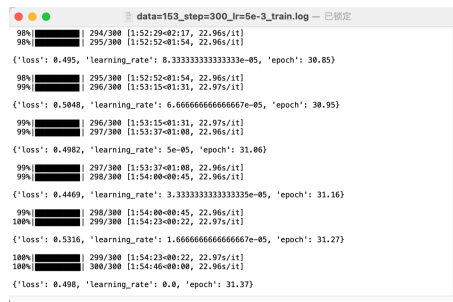 data=153_step=300_lr=5e-3_train.log — 已锁定
98%|██████████| 294/300 [1:52:29<02:17, 22.96s/it]
98%|██████████| 295/300 [1:52:52<01:54, 22.96s/it]
{'loss': 0.495, 'learning_rate': 8.333333333333333e-05, 'epoch': 30.85}
98%|██████████| 295/300 [1:52:52<01:54, 22.96s/it]
99%|██████████| 296/300 [1:53:15<01:31, 22.97s/it]
{'loss': 0.5048, 'learning_rate': 6.666666666666667e-05, 'epoch': 30.95}
99%|██████████| 296/300 [1:53:15<01:31, 22.97s/it]
99%|██████████| 297/300 [1:53:37<01:08, 22.96s/it]
{'loss': 0.4982, 'learning_rate': 5e-05, 'epoch': 31.06}
99%|██████████| 297/300 [1:53:37<01:08, 22.96s/it]
99%|██████████| 298/300 [1:54:00<00:45, 22.96s/it]
{'loss': 0.4469, 'learning_rate': 3.3333333333333335e-05, 'epoch': 31.16}
99%|██████████| 298/300 [1:54:00<00:45, 22.96s/it]
100%|██████████| 299/300 [1:54:23<00:22, 22.97s/it]
{'loss': 0.5316, 'learning_rate': 1.6666666666666667e-05, 'epoch': 31.27}
100%|██████████| 299/300 [1:54:23<00:22, 22.97s/it]
100%|██████████| 300/300 [1:54:46<00:00, 22.96s/it]
{'loss': 0.498, 'learning_rate': 0.0, 'epoch': 31.37}